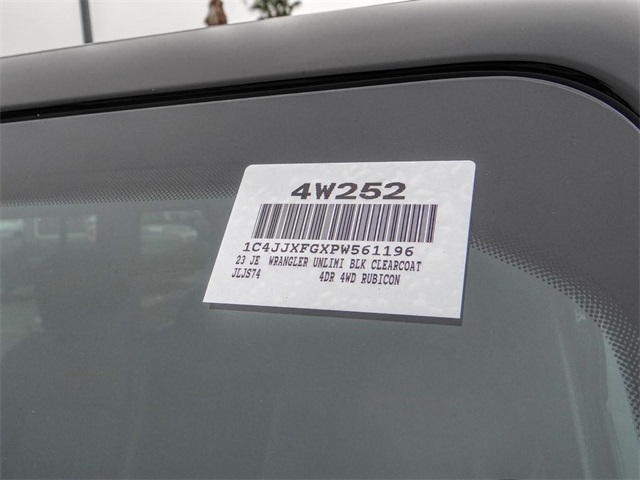 4W252
1C4JJXFGXPW561196
23 JE WRANGLER UNLIMI BLK CLEARCOAT
JLJS74 4DR 4WD RUBICON